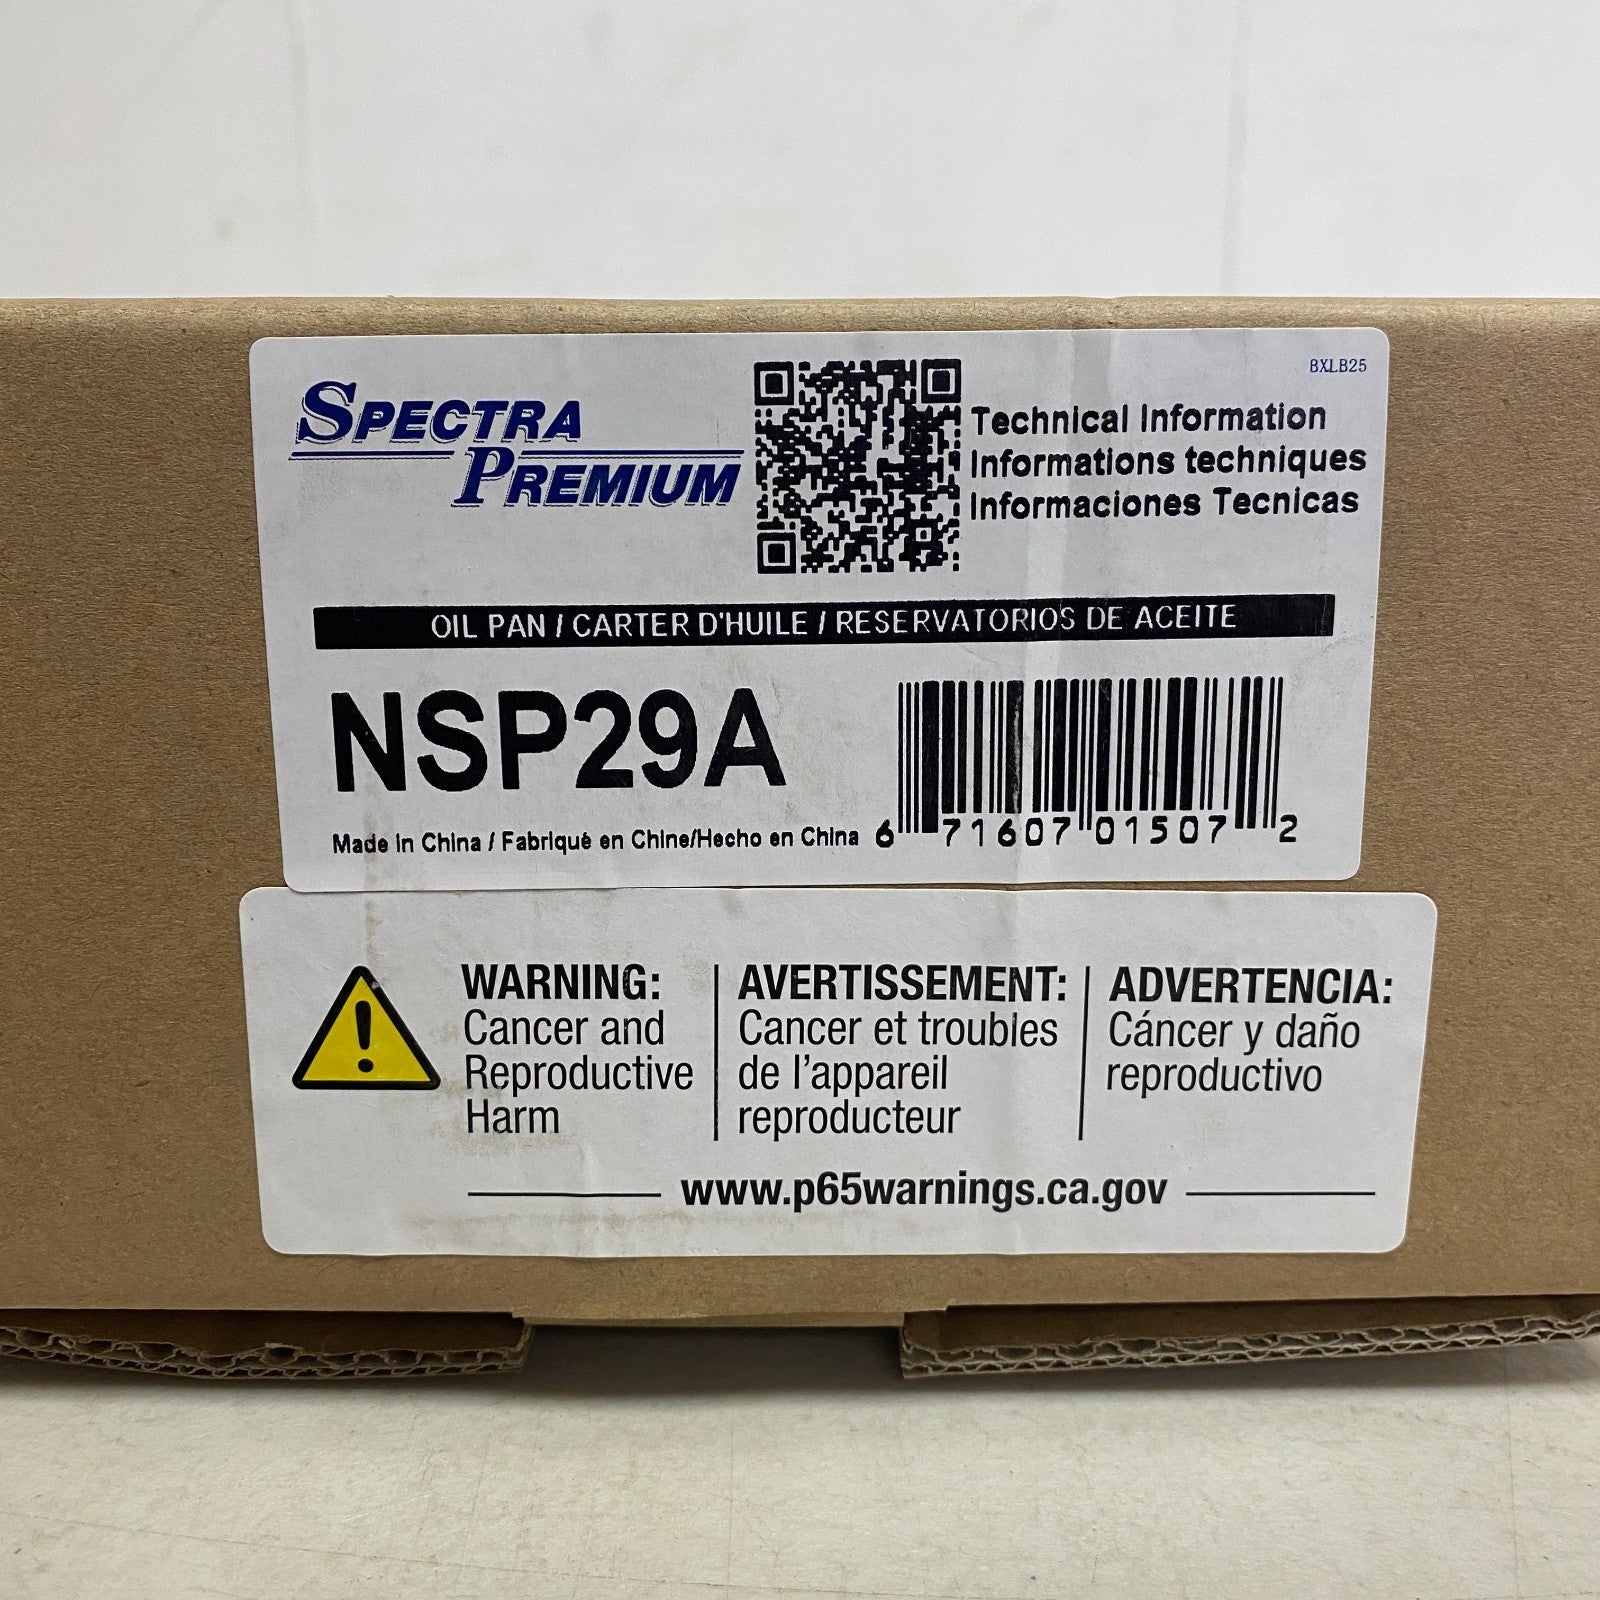 BXLB25
SPECTRA
PREMIUM
Technical Information
Informations techniques
Informaciones Tecnicas
OIL PAN / CARTER D'HUILE / RESERVATORIOS DE ACEITE
NSP29A
Made in China / Fabriqué en Chine/Hecho en China
6 71607 01507 2
WARNING:
Cancer and
Reproductive
Harm
AVERTISSEMENT:
Cancer et troubles
de l'appareil
reproducteur
ADVERTENCIA:
Cáncer y daño
reproductivo
www.p65warnings.ca.gov